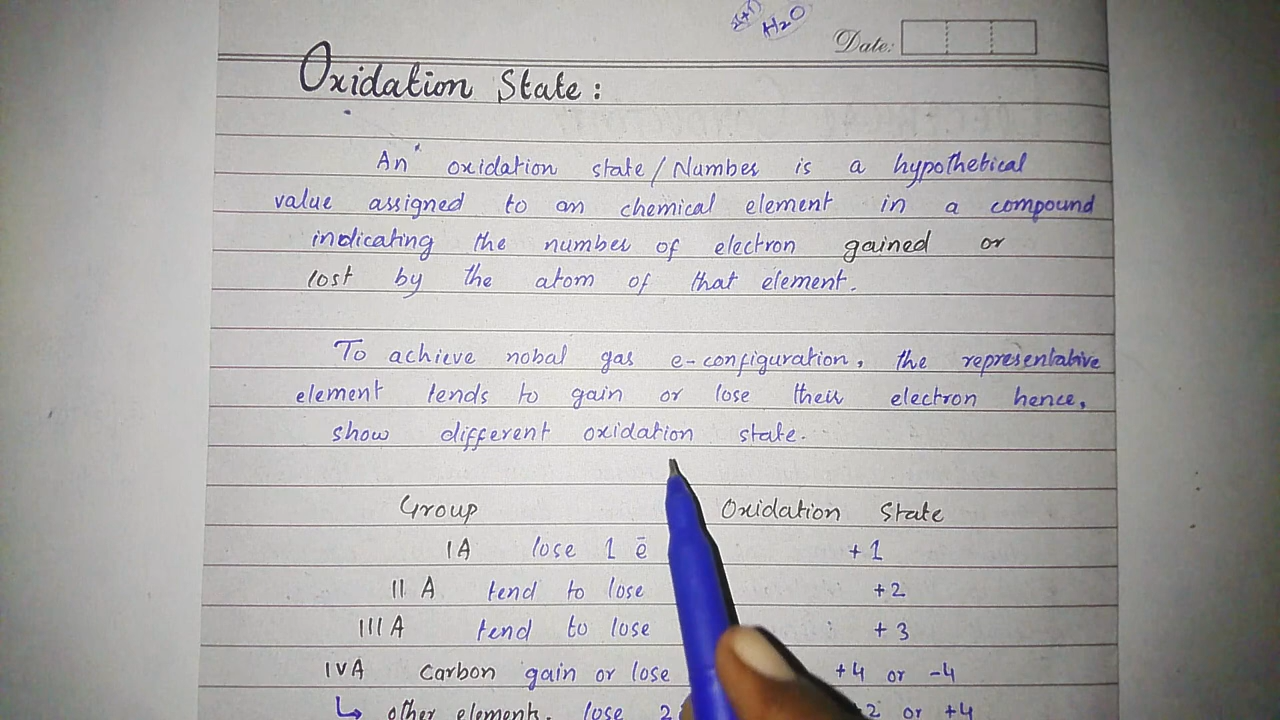 2(+1) H2O
Date:
Oxidation State:
An oxidation state/Number is a hypothetical
value assigned to an chemical element in a compound
indicating the number of electron gained or
lost by the atom of that element.
To achieve nobal gas e-configuration, the representative
element tends to gain or lose their electron hence,
show different oxidation state.
Group Oxidation State
IA lose 1 ē +1
II A tend to lose +2
III A tend to lose +3
IVA Carbon gain or lose +4 or -4
↳ other elements. lose 2 2 or +4